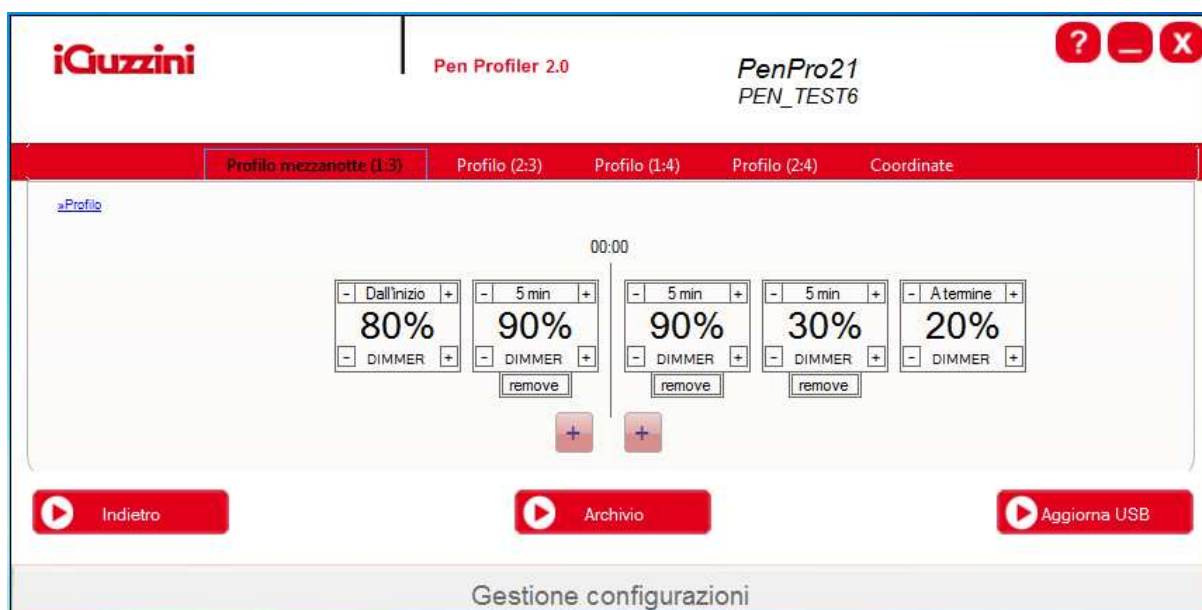 iGuzzini
Pen Profiler 2.0
PenPro21
PEN_TEST6
? _ X
Profilo mezzanotte (1:3) Profilo (2:3) Profilo (1:4) Profilo (2:4) Coordinate
»Profilo
00:00
- Dall'inizio + - 5 min + - 5 min + - 5 min + - A termine +
80% 90% 90% 30% 20%
- DIMMER + - DIMMER + - DIMMER + - DIMMER + - DIMMER +
remove remove remove
+ +
Indietro Archivio Aggiorna USB
Gestione configurazioni